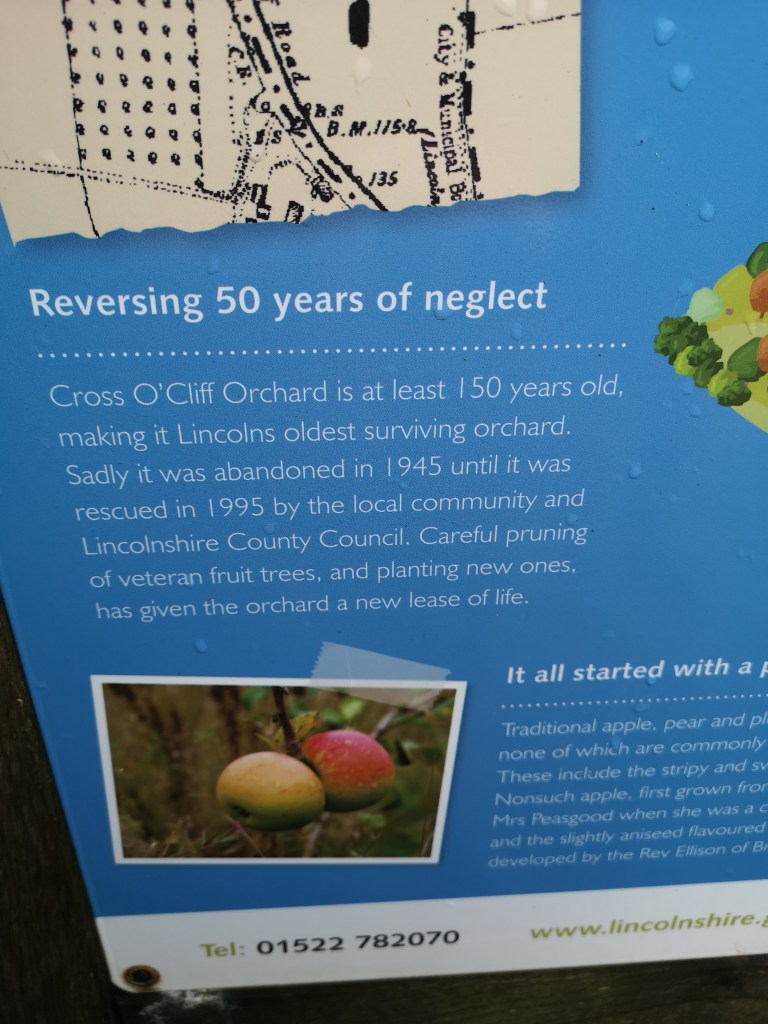 Road
B.M.115.8
135
City & Municipal
Lincoln
Reversing 50 years of neglect
Cross O'Cliff Orchard is at least 150 years old,
making it Lincolns oldest surviving orchard.
Sadly it was abandoned in 1945 until it was
rescued in 1995 by the local community and
Lincolnshire County Council. Careful pruning
of veteran fruit trees, and planting new ones,
has given the orchard a new lease of life.
It all started with a
Traditional apple, pear and
none of which are commonly
These include the stripy and
Nonsuch apple, first grown
Mrs Peasgood when she was a
and the slightly aniseed flavoured
developed by the Rev Ellison of
Tel: 01522 782070
www.lincolnshire.g